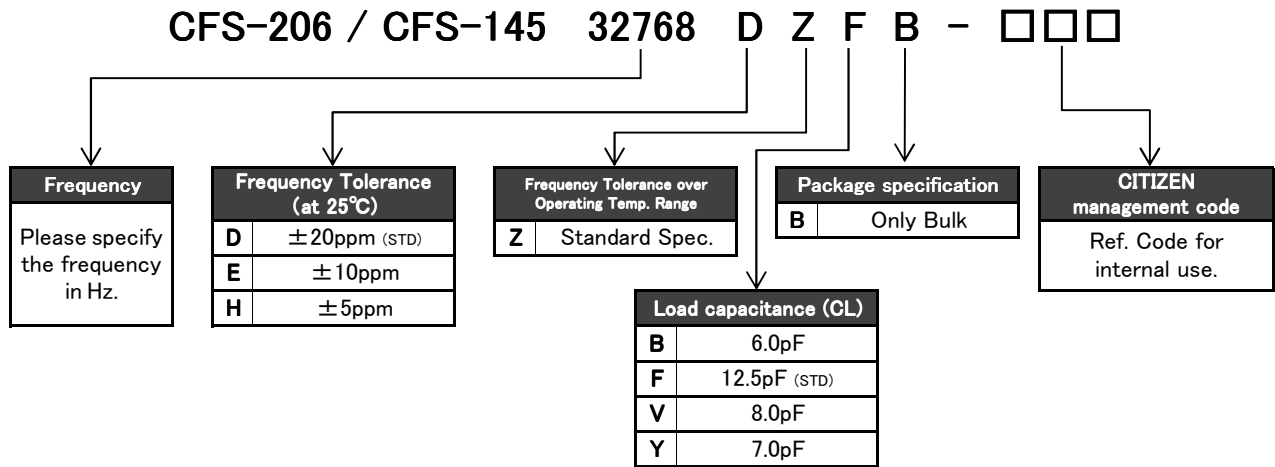 CFS-206 / CFS-145 32768 D Z F B - □□□
Frequency
Please specify
the frequency
in Hz.
Frequency Tolerance
(at 25℃)
D ±20ppm (STD)
E ±10ppm
H ±5ppm
Frequency Tolerance over
Operating Temp. Range
Z Standard Spec.
Load capacitance (CL)
B 6.0pF
F 12.5pF (STD)
V 8.0pF
Y 7.0pF
Package specification
B Only Bulk
CITIZEN
management code
Ref. Code for
internal use.